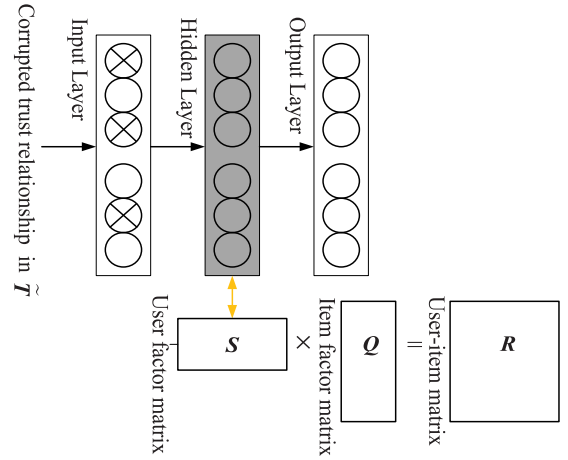 Corrupted trust relationship in T̃
Input Layer
Hidden Layer
Output Layer
User factor matrix
S
×
Item factor matrix
Q
=
User-item matrix
R